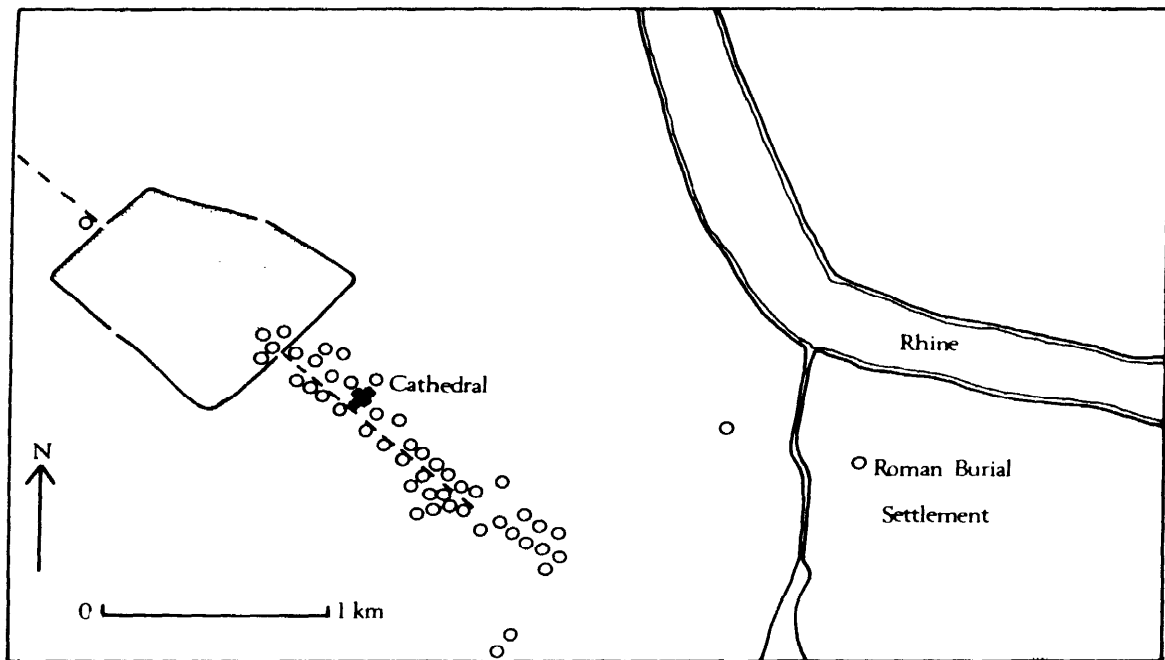 Rhine
Cathedral
N
Roman Burial
Settlement
0 1 km